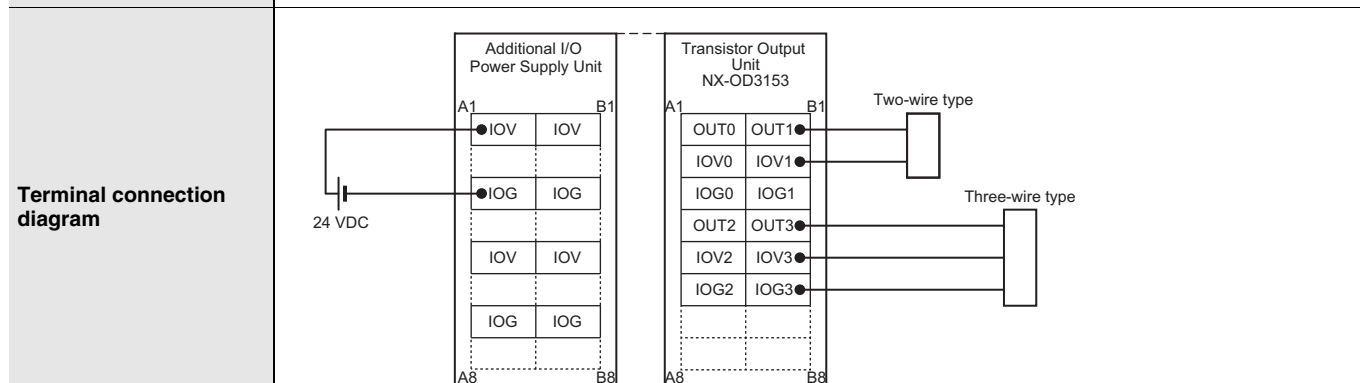 Terminal connection
diagram
Additional I/O
Power Supply Unit
A1 B1
IOV IOV
IOG IOG
IOV IOV
IOG IOG
A8 B8
24 VDC
Transistor Output
Unit
NX-OD3153
A1 B1
OUT0 OUT1
IOV0 IOV1
IOG0 IOG1
OUT2 OUT3
IOV2 IOV3
IOG2 IOG3
A8 B8
Two-wire type
Three-wire type